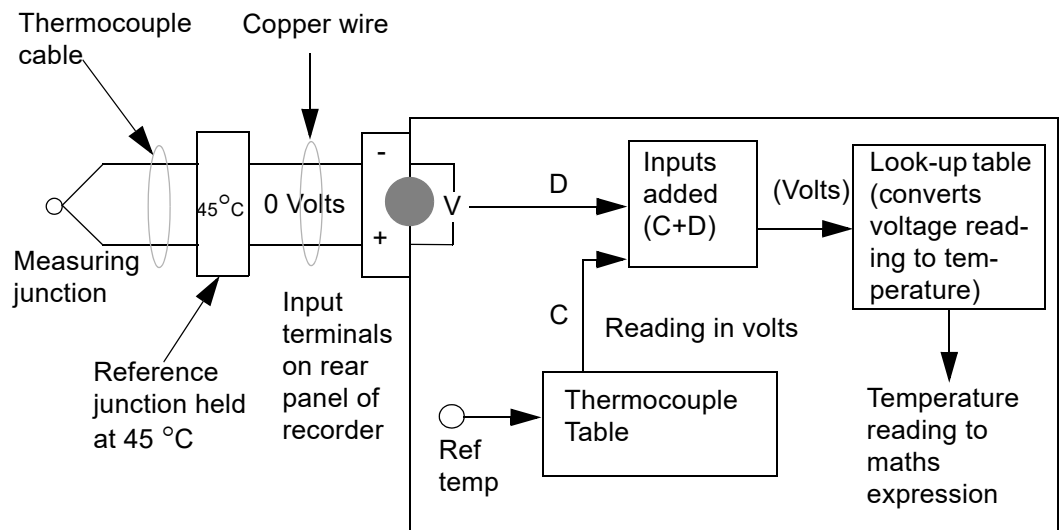 Thermocouple
cable
Copper wire
45°C
0 Volts
-
+
V
D
Inputs
added
(C+D)
(Volts)
Look-up table
(converts
voltage read-
ing to tem-
perature)
Measuring
junction
Reference
junction held
at 45 °C
Input
terminals
on rear
panel of
recorder
C
Reading in volts
Ref
temp
Thermocouple
Table
Temperature
reading to
maths
expression